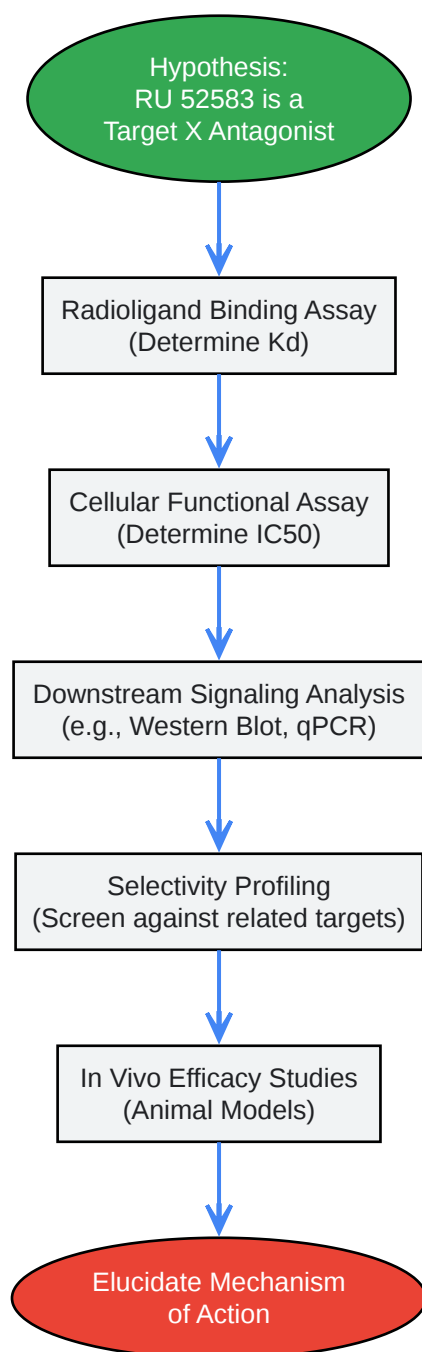 Hypothesis:
RU 52583 is a
Target X Antagonist
Radioligand Binding Assay
(Determine Kd)
Cellular Functional Assay
(Determine IC50)
Downstream Signaling Analysis
(e.g., Western Blot, qPCR)
Selectivity Profiling
(Screen against related targets)
In Vivo Efficacy Studies
(Animal Models)
Elucidate Mechanism
of Action